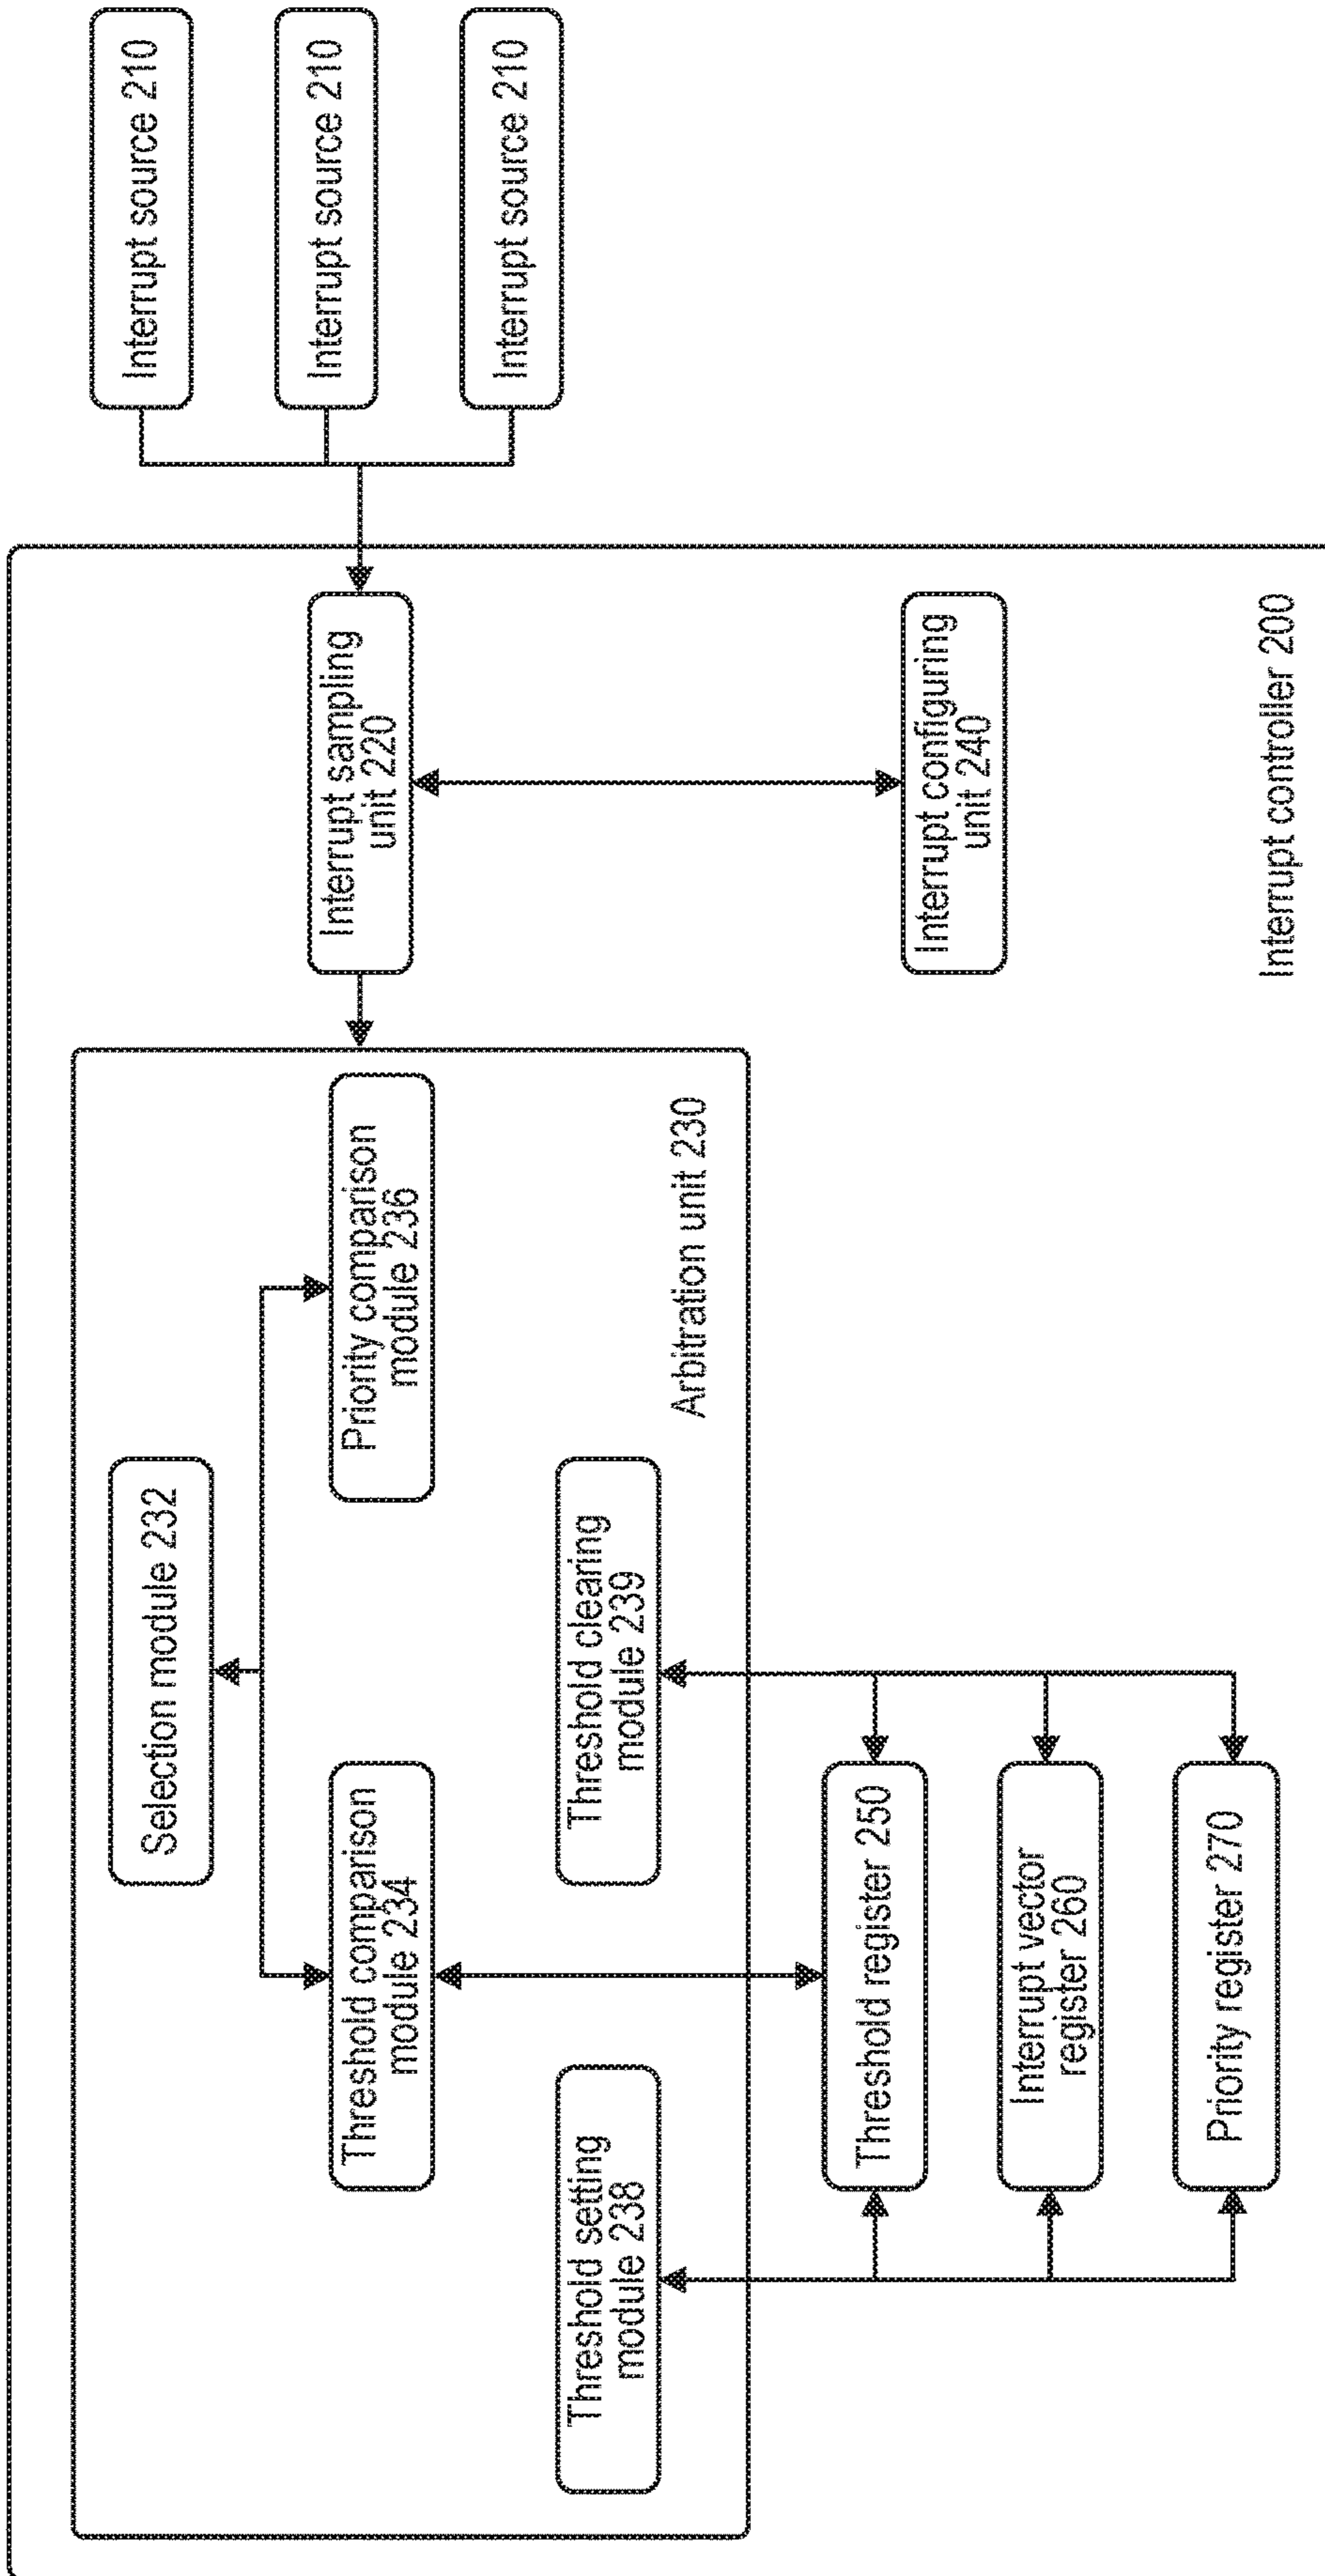 Interrupt source 210
Interrupt source 210
Interrupt source 210
Interrupt sampling
unit 220
Interrupt configuring
unit 240
Interrupt controller 200
Selection module 232
Priority comparison
module 236
Threshold comparison
module 234
Threshold clearing
module 239
Threshold setting
module 238
Arbitration unit 230
Threshold register 250
Interrupt vector
register 260
Priority register 270